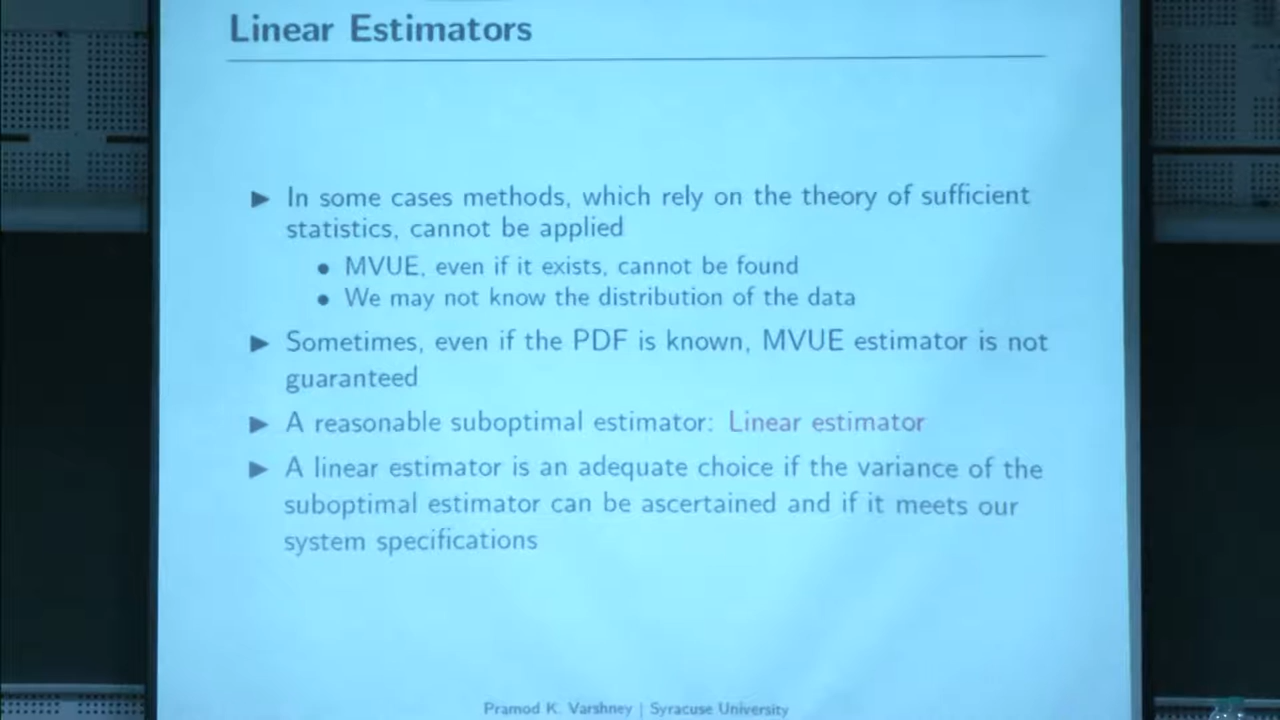 Linear Estimators
▶ In some cases methods, which rely on the theory of sufficient
statistics, cannot be applied
• MVUE, even if it exists, cannot be found
• We may not know the distribution of the data
▶ Sometimes, even if the PDF is known, MVUE estimator is not
guaranteed
▶ A reasonable suboptimal estimator: Linear estimator
▶ A linear estimator is an adequate choice if the variance of the
suboptimal estimator can be ascertained and if it meets our
system specifications
Pramod K. Varshney | Syracuse University